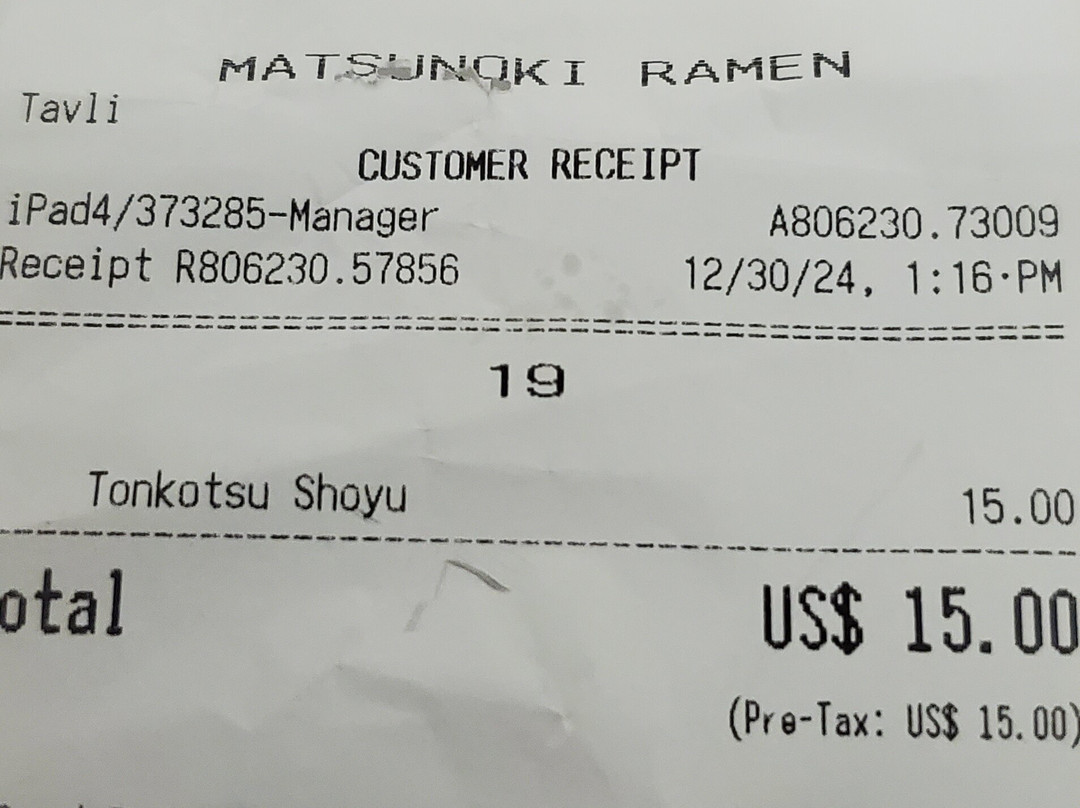 MATSUNOKI RAMEN
Tavli
CUSTOMER RECEIPT
iPad4/373285-Manager A806230.73009
Receipt R806230.57856 12/30/24, 1:16 PM
19
Tonkotsu Shoyu 15.00
otal US$ 15.00
(Pre-Tax: US$ 15.00)